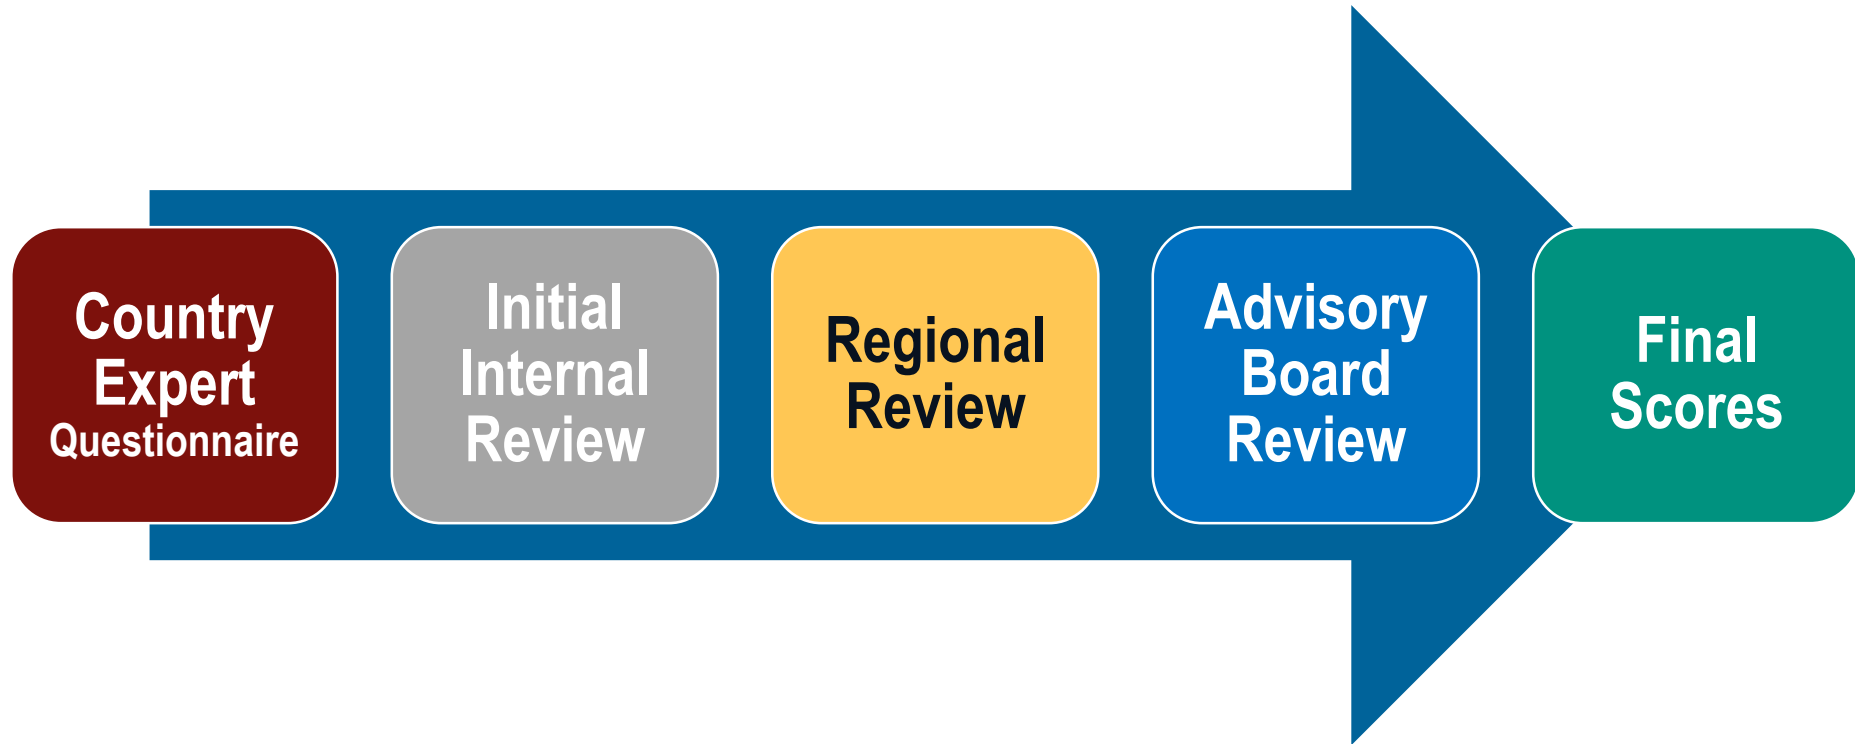 Country
Expert
Questionnaire
Initial
Internal
Review
Regional
Review
Advisory
Board
Review
Final
Scores